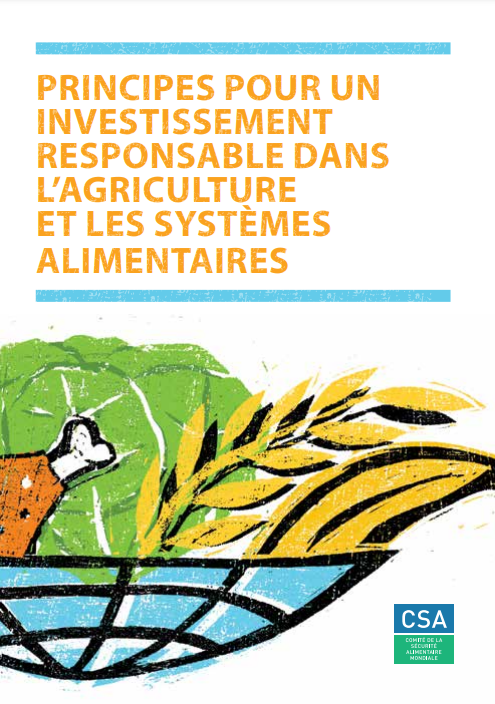 PRINCIPES POUR UN
INVESTISSEMENT
RESPONSABLE DANS
L'AGRICULTURE
ET LES SYSTÈMES
ALIMENTAIRES
CSA
COMITÉ DE LA
SÉCURITÉ
ALIMENTAIRE
MONDIALE